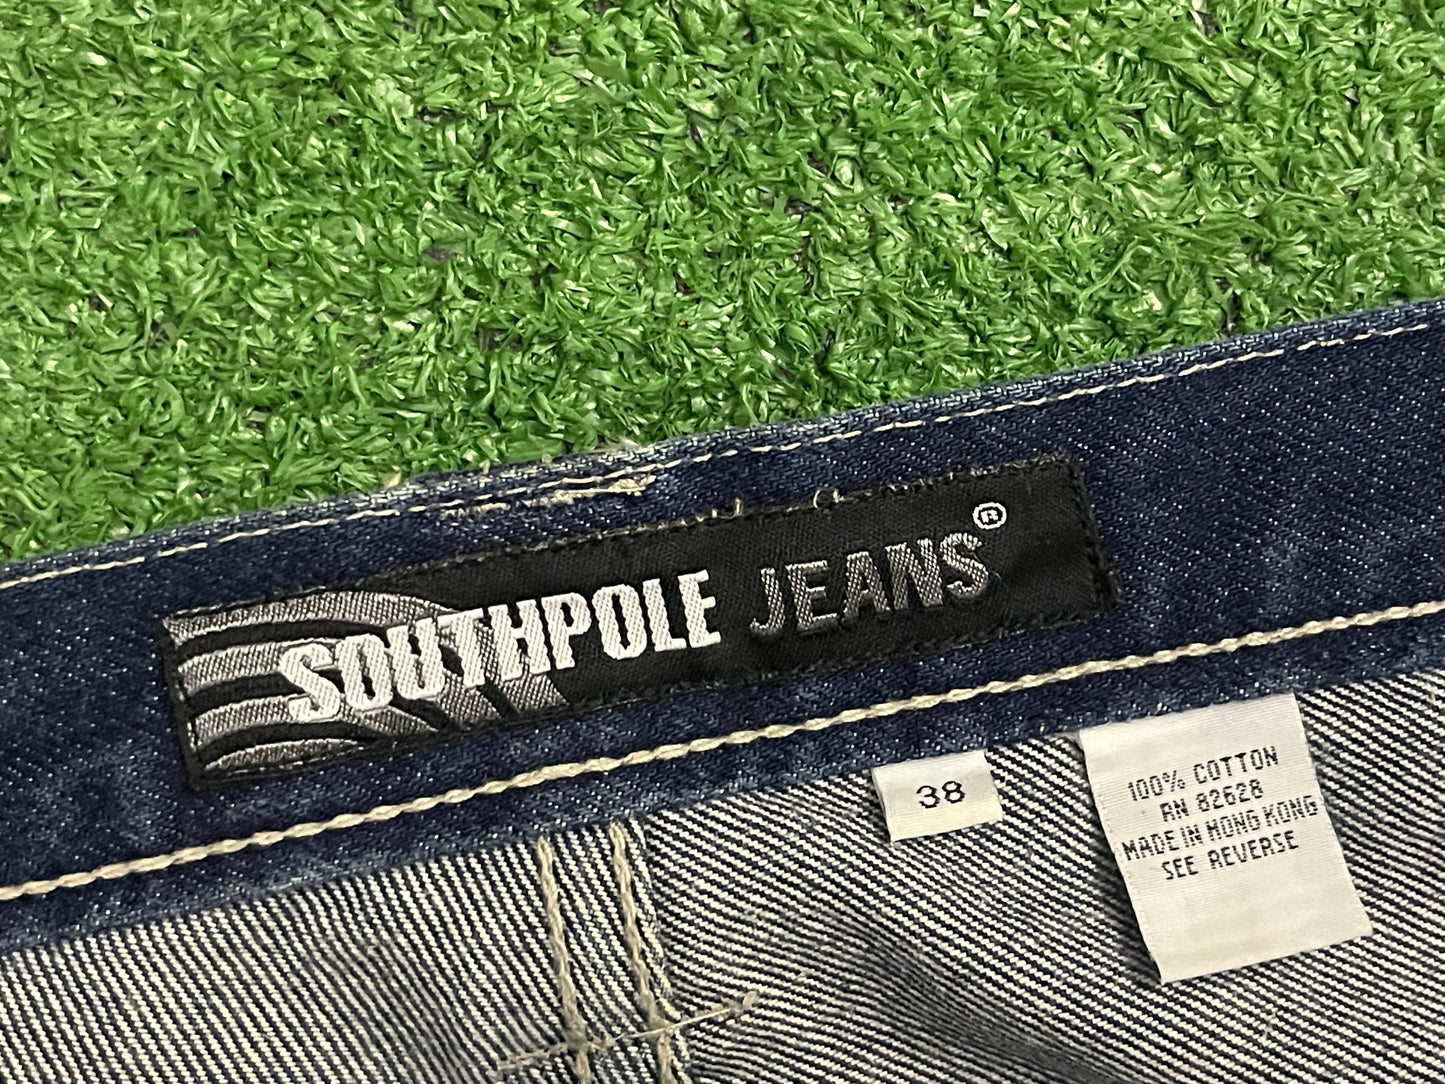 SOUTHPOLE JEANS®
38
100% COTTON
RN 82628
MADE IN HONG KONG
SEE REVERSE